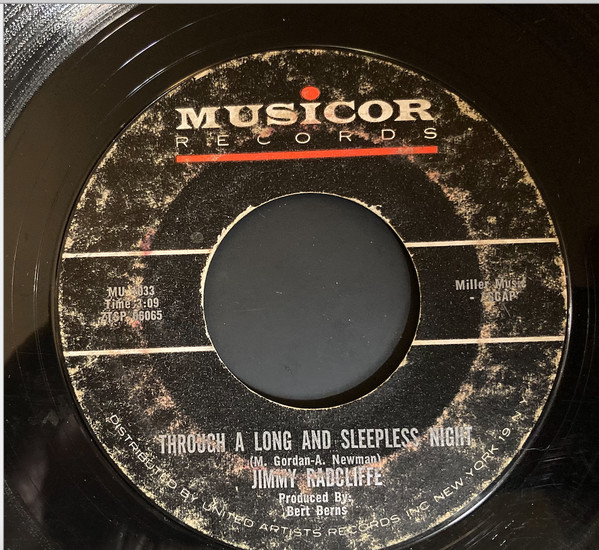 MUSICOR
RECORDS
Time 3:09
Miller Music
THROUGH A LONG AND SLEEPLESS NIGHT
(M. Gordan-A. Newman)
JIMMY RADCLIFFE
Produced By:
Bert Berns
DISTRIBUTED BY UNITED ARTISTS RECORDS INC NEW YORK 19, N.Y.